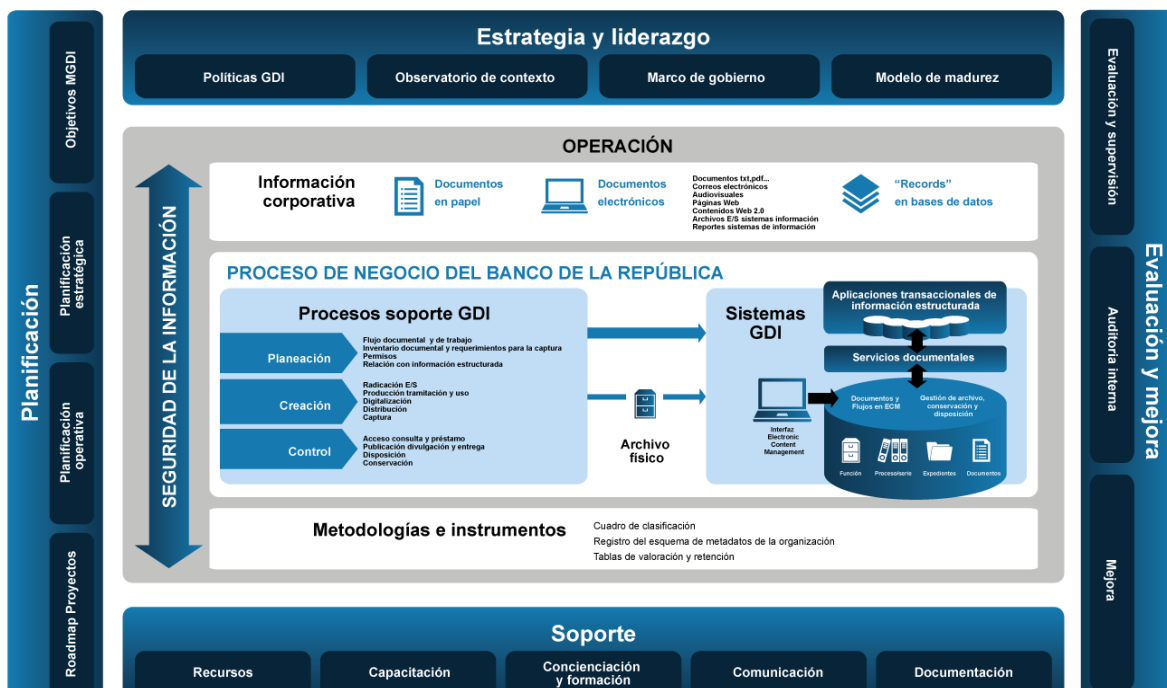 Planificación
Objetivos MGDI
Planificación
estratégica
Planificación
operativa
Roadmap Proyectos
Estrategia y liderazgo
Políticas GDI
Observatorio de contexto
Marco de gobierno
Modelo de madurez
OPERACIÓN
SEGURIDAD DE LA INFORMACIÓN
Información
corporativa
Documentos
en papel
Documentos
electrónicos
Documentos txt,pdf...
Correos electrónicos
Audiovisuales
Páginas Web
Contenidos Web 2.0
Archivos E/S sistemas información
Reportes sistemas de información
“Records”
en bases de datos
PROCESO DE NEGOCIO DEL BANCO DE LA REPÚBLICA
Procesos soporte GDI
Planeación
Flujo documental y de trabajo
Inventario documental y requerimientos para la captura
Permisos
Relación con información estructurada
Creación
Radicación E/S
Producción tramitación y uso
Digitalización
Distribución
Captura
Control
Acceso consulta y préstamo
Publicación divulgación y entrega
Disposición
Conservación
Archivo
físico
Sistemas
GDI
Interfaz
Electronic
Content
Management
Aplicaciones transaccionales de
información estructurada
Servicios documentales
Documentos y
Flujos en ECM
Gestión de archivo,
conservación y
disposición
Función
Proceso/serie
Expedientes
Documentos
Metodologías e instrumentos
Cuadro de clasificación
Registro del esquema de metadatos de la organización
Tablas de valoración y retención
Soporte
Recursos
Capacitación
Concienciación
y formación
Comunicación
Documentación
Evaluación y supervisión
Auditoria interna
Mejora
Evaluación y mejora